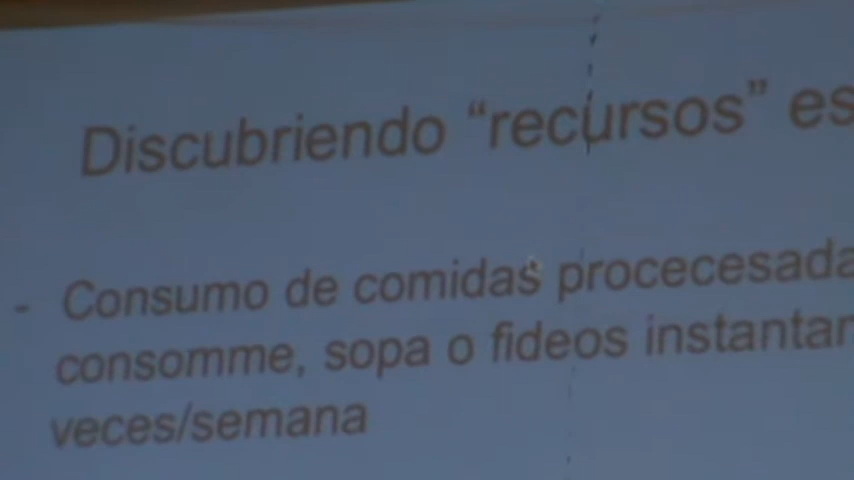 Discubriendo “recursos” es
- Consumo de comidas procecesada
consomme, sopa o fideos instantan
veces/semana